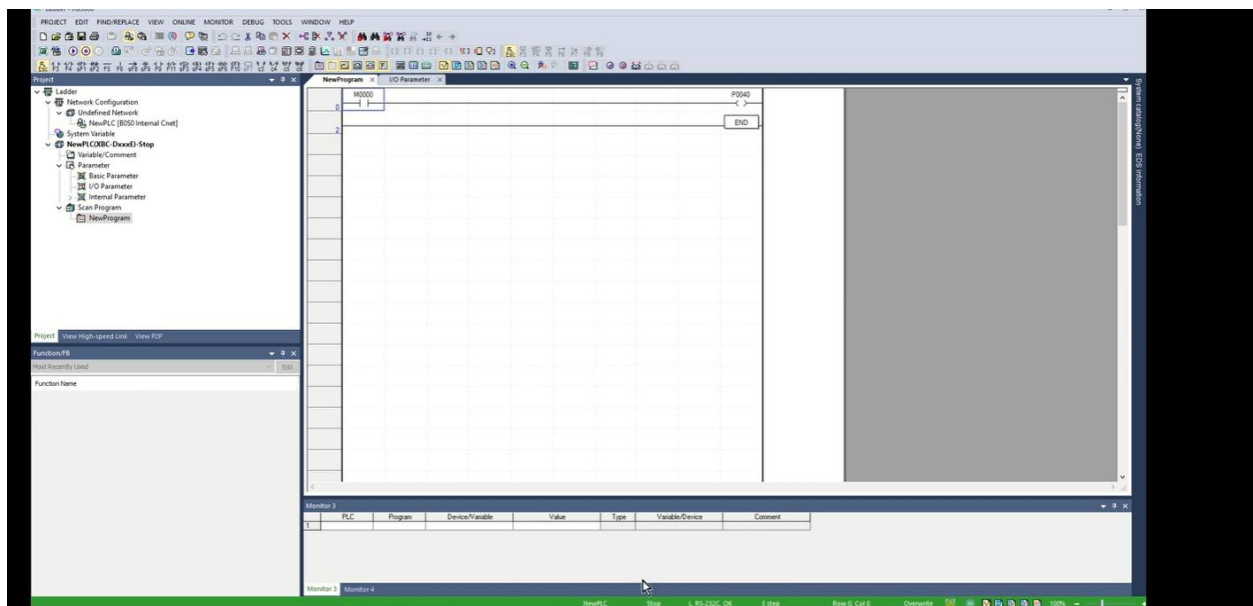 PROJECT EDIT FIND/REPLACE VIEW ONLINE MONITOR DEBUG TOOLS WINDOW HELP
Project
NewProgram
I/O Parameter
Ladder
Network Configuration
Undefined Network
NewPLC [B0S0 Internal Cnet]
System Variable
NewPLC(XBC-DxxxE)-Stop
Variable/Comment
Parameter
Basic Parameter
I/O Parameter
Internal Parameter
Scan Program
NewProgram
M0000
P0040
0
END
2
System catalog(None) EDS information
Project View High-speed Link View P2P
Function/FB
Most Recently Used Edit
Function Name
Monitor 3
PLC Program Device/Variable Value Type Variable/Device Comment
1
Monitor 3 Monitor 4
NewPLC Stop L, RS-232C, OK 3 step Row 0, Col 0 Overwrite 100%